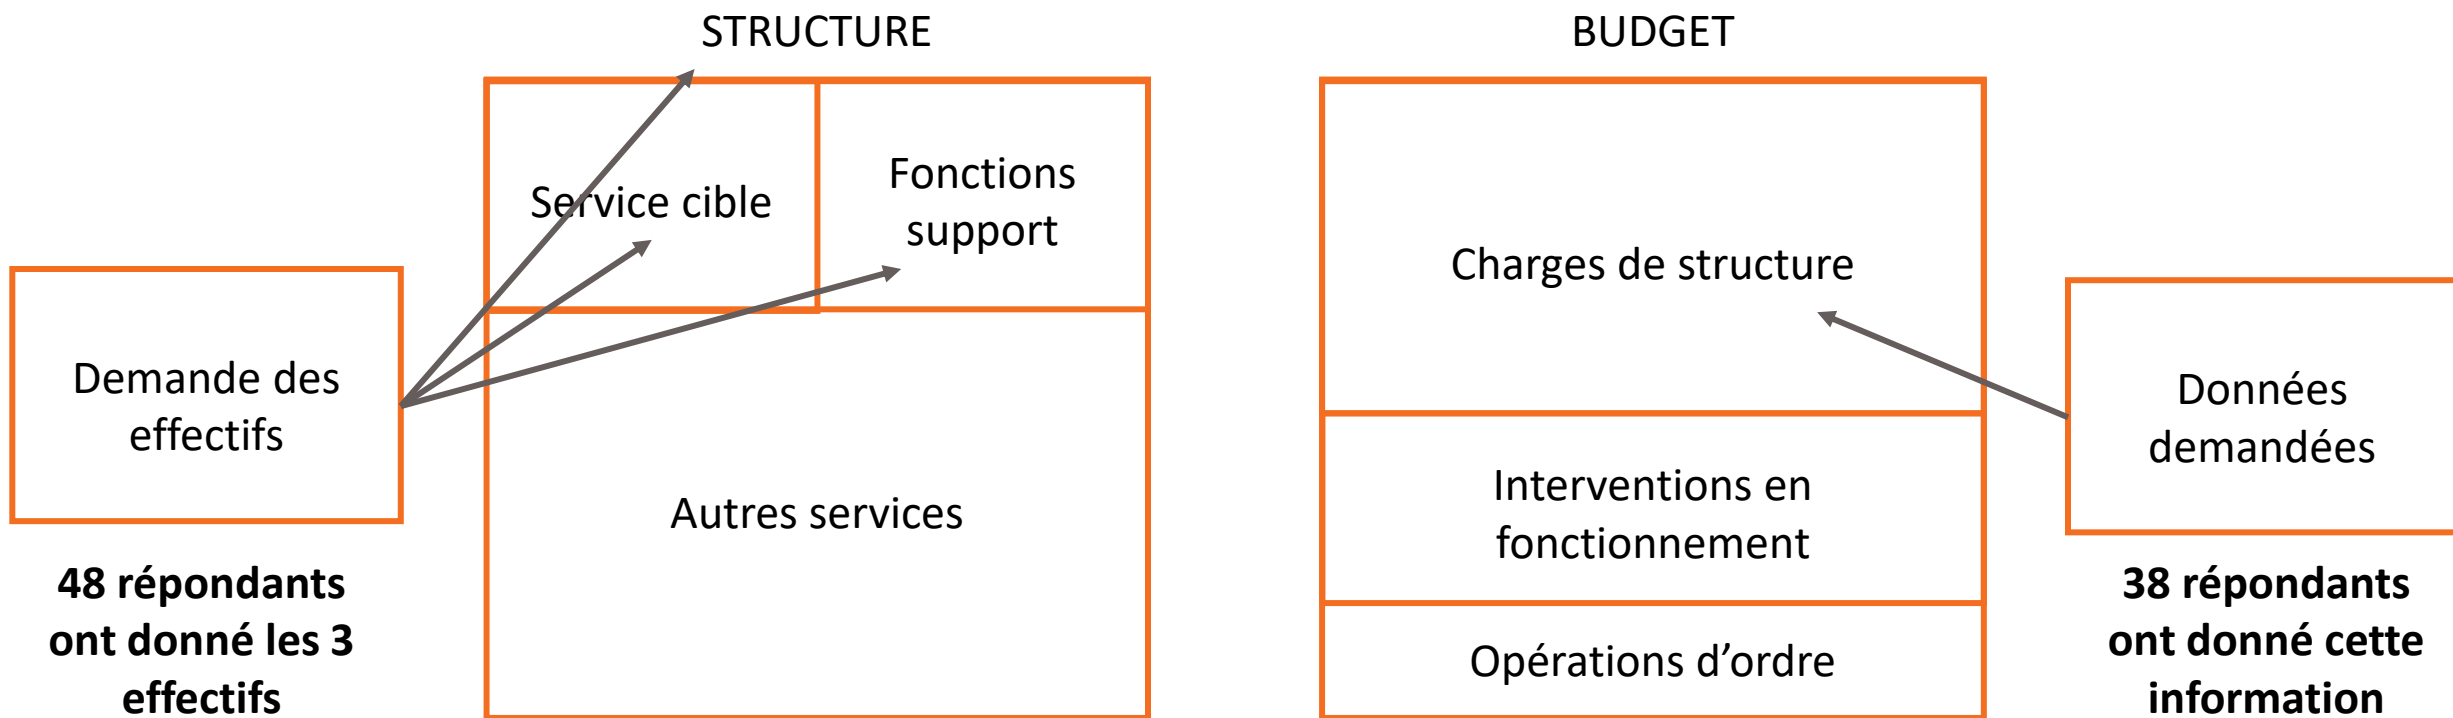 STRUCTURE
Service cible
Fonctions
support
Autres services
Demande des
effectifs
48 répondants
ont donné les 3
effectifs
BUDGET
Charges de structure
Interventions en
fonctionnement
Opérations d’ordre
Données
demandées
38 répondants
ont donné cette
information